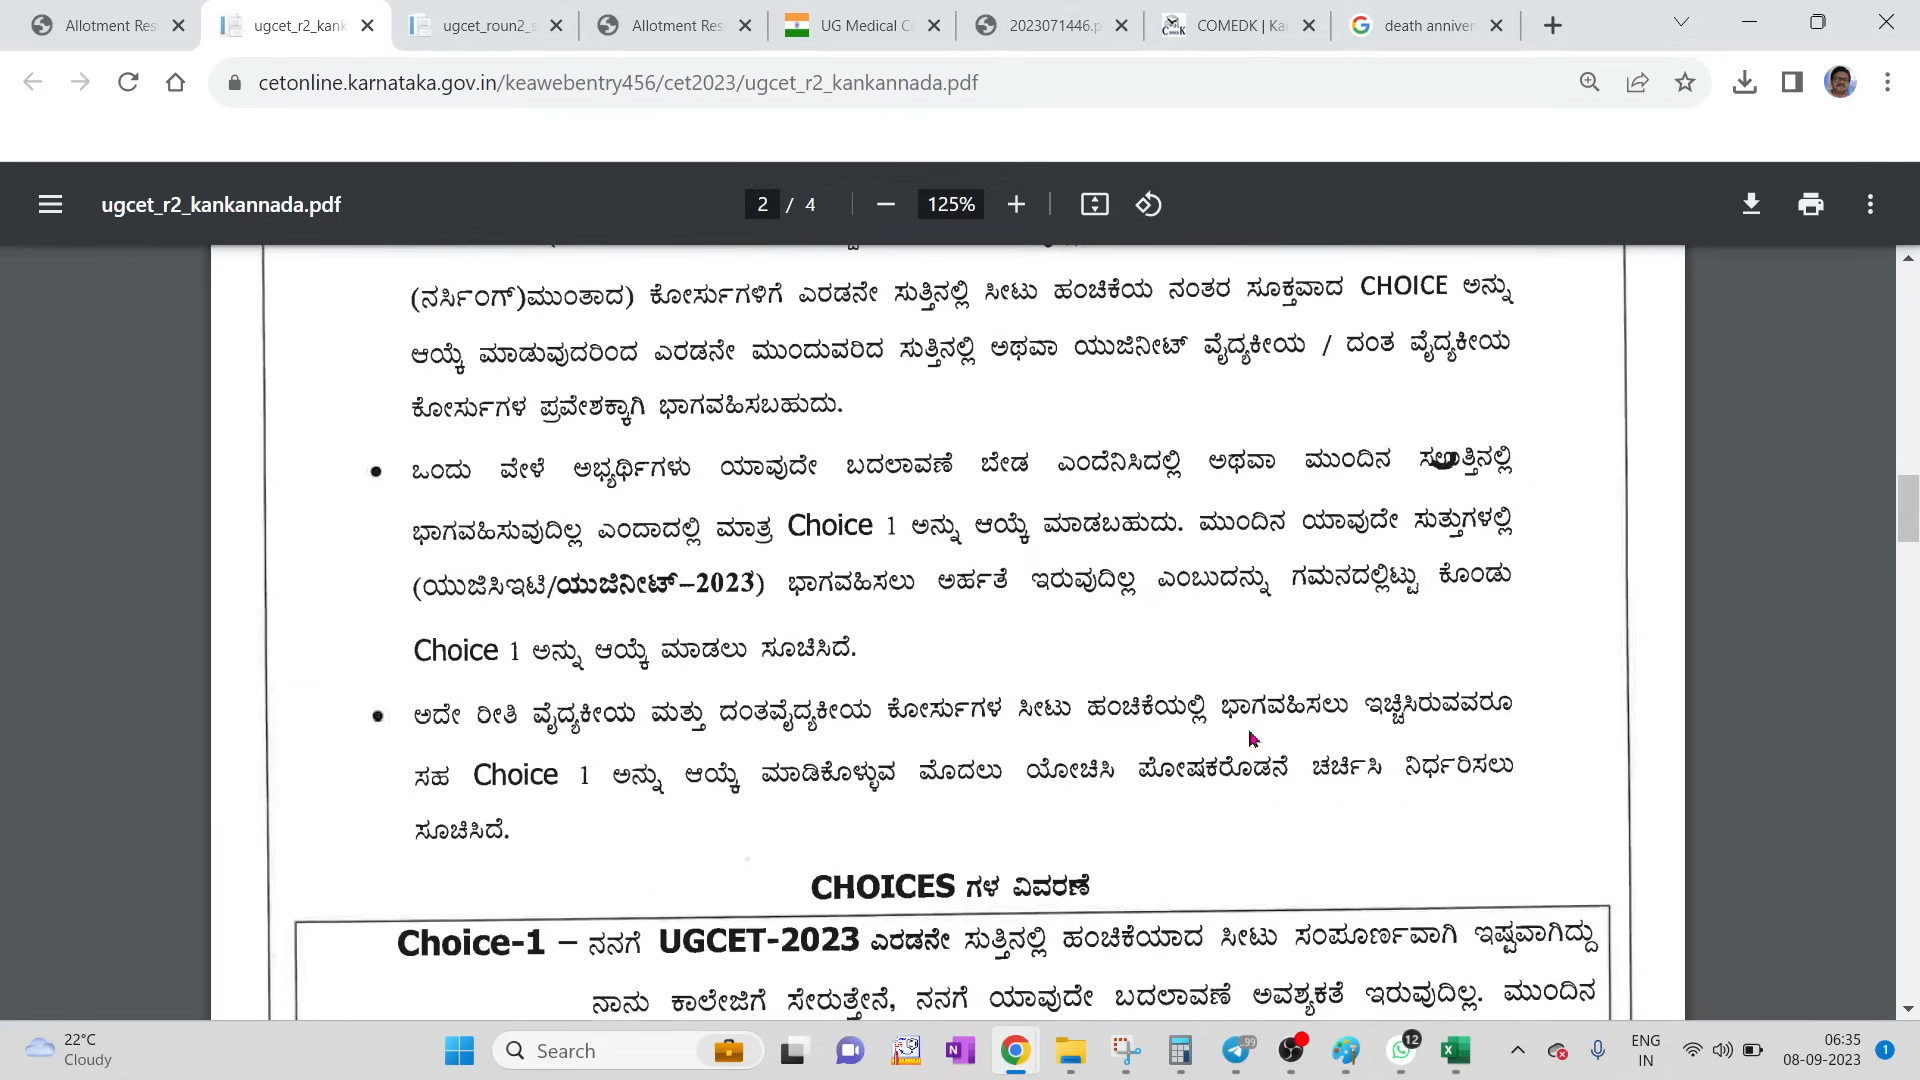 Allotment Res
ugcet_r2_kank
ugcet_roun2_s
Allotment Res
UG Medical Co
2023071446.p
COMEDK | Ka
death anniver
cetonline.karnataka.gov.in/keawebentry456/cet2023/ugcet_r2_kankannada.pdf
ugcet_r2_kankannada.pdf
2 / 4
125%
(ನರ್ಸಿಂಗ್)ಮುಂತಾದ) ಕೋರ್ಸುಗಳಿಗೆ ಎರಡನೇ ಸುತ್ತಿನಲ್ಲಿ ಸೀಟು ಹಂಚಿಕೆಯ ನಂತರ ಸೂಕ್ತವಾದ CHOICE ಅನ್ನು
ಆಯ್ಕೆ ಮಾಡುವುದರಿಂದ ಎರಡನೇ ಮುಂದುವರಿದ ಸುತ್ತಿನಲ್ಲಿ ಅಥವಾ ಯುಜಿನೀಟ್ ವೈದ್ಯಕೀಯ / ದಂತ ವೈದ್ಯಕೀಯ
ಕೋರ್ಸುಗಳ ಪ್ರವೇಶಕ್ಕಾಗಿ ಭಾಗವಹಿಸಬಹುದು.
• ಒಂದು ವೇಳೆ ಅಭ್ಯರ್ಥಿಗಳು ಯಾವುದೇ ಬದಲಾವಣೆ ಬೇಡ ಎಂದೆನಿಸಿದಲ್ಲಿ ಅಥವಾ ಮುಂದಿನ
ಭಾಗವಹಿಸುವುದಿಲ್ಲ ಎಂದಾದಲ್ಲಿ ಮಾತ್ರ Choice 1 ಅನ್ನು ಆಯ್ಕೆ ಮಾಡಬಹುದು. ಮುಂದಿನ ಯಾವುದೇ ಸುತ್ತುಗಳಲ್ಲಿ
(ಯುಜಿಸಿಇಟಿ/ಯುಜಿನೀಟ್–2023) ಭಾಗವಹಿಸಲು ಅರ್ಹತೆ ಇರುವುದಿಲ್ಲ ಎಂಬುದನ್ನು ಗಮನದಲ್ಲಿಟ್ಟು ಕೊಂಡು
Choice 1 ಅನ್ನು ಆಯ್ಕೆ ಮಾಡಲು ಸೂಚಿಸಿದೆ.
• ಅದೇ ರೀತಿ ವೈದ್ಯಕೀಯ ಮತ್ತು ದಂತವೈದ್ಯಕೀಯ ಕೋರ್ಸುಗಳ ಸೀಟು ಹಂಚಿಕೆಯಲ್ಲಿ ಭಾಗವಹಿಸಲು ಇಚ್ಚಿಸಿರುವವರೂ
ಸಹ Choice 1 ಅನ್ನು ಆಯ್ಕೆ ಮಾಡಿಕೊಳ್ಳುವ ಮೊದಲು ಯೋಚಿಸಿ ಪೋಷಕರೊಡನೆ ಚರ್ಚಿಸಿ ನಿರ್ಧರಿಸಲು
ಸೂಚಿಸಿದೆ.
CHOICES ಗಳ ವಿವರಣೆ
Choice-1 – ನನಗೆ UGCET-2023 ಎರಡನೇ ಸುತ್ತಿನಲ್ಲಿ ಹಂಚಿಕೆಯಾದ ಸೀಟು ಸಂಪೂರ್ಣವಾಗಿ ಇಷ್ಟವಾಗಿದ್ದು
ನಾನು ಕಾಲೇಜಿಗೆ ಸೇರುತ್ತೇನೆ, ನನಗೆ ಯಾವುದೇ ಬದಲಾವಣೆ ಅವಶ್ಯಕತೆ ಇರುವುದಿಲ್ಲ. ಮುಂದಿನ
22°C
Cloudy
Search
99
12
ENG
IN
06:35
08-09-2023
1